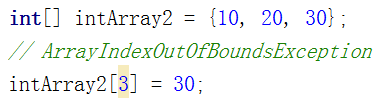 int[] intArray2 = {10, 20, 30};
// ArrayIndexOutOfBoundsException
intArray2[3] = 30;